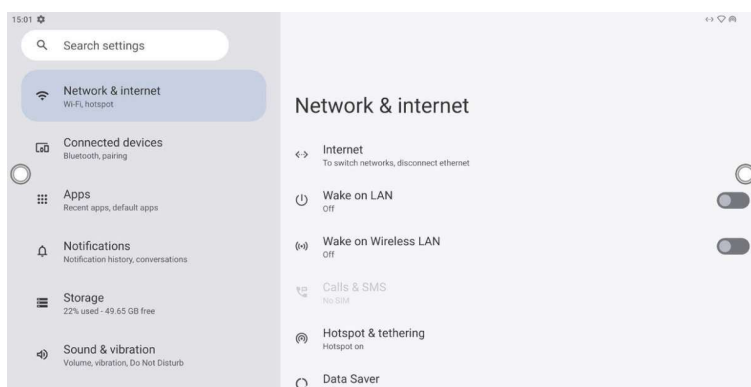 15:01
Search settings
Network & internet
Wi-Fi, hotspot
Connected devices
Bluetooth, pairing
Apps
Recent apps, default apps
Notifications
Notification history, conversations
Storage
22% used - 49.65 GB free
Sound & vibration
Volume, vibration, Do Not Disturb
Network & internet
Internet
To switch networks, disconnect ethernet
Wake on LAN
Off
Wake on Wireless LAN
Off
Calls & SMS
No SIM
Hotspot & tethering
Hotspot on
Data Saver